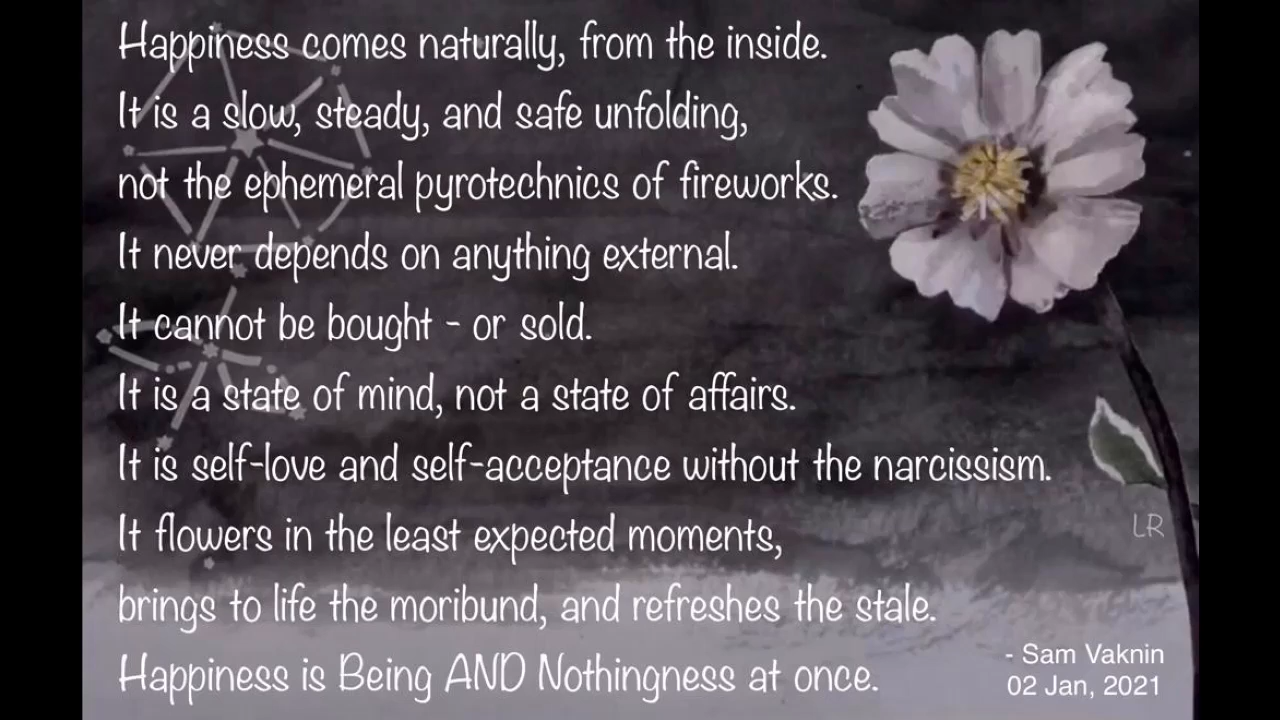 Happiness comes naturally, from the inside.
It is a slow, steady, and safe unfolding,
not the ephemeral pyrotechnics of fireworks.
It never depends on anything external.
It cannot be bought - or sold.
It is a state of mind, not a state of affairs.
It is self-love and self-acceptance without the narcissism.
It flowers in the least expected moments,
brings to life the moribund, and refreshes the stale.
Happiness is Being AND Nothingness at once.
LR
- Sam Vaknin
02 Jan, 2021